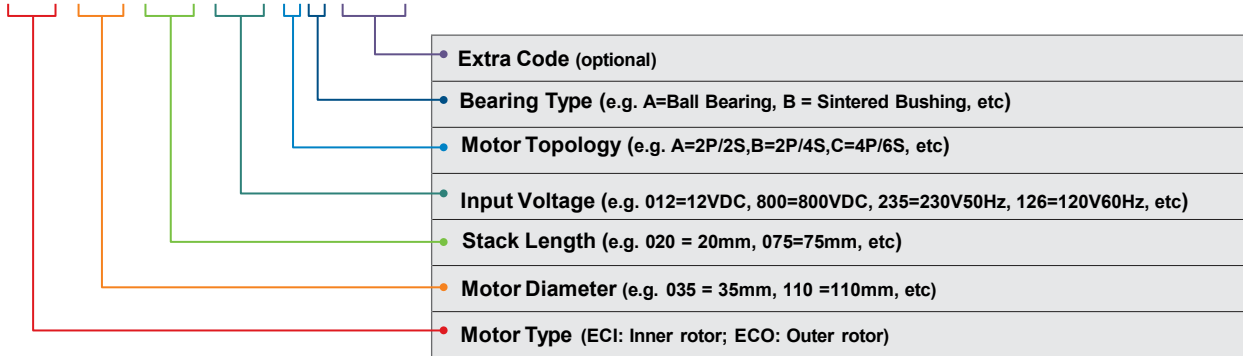 Extra Code (optional)
Bearing Type (e.g. A=Ball Bearing, B = Sintered Bushing, etc)
Motor Topology (e.g. A=2P/2S,B=2P/4S,C=4P/6S, etc)
Input Voltage (e.g. 012=12VDC, 800=800VDC, 235=230V50Hz, 126=120V60Hz, etc)
Stack Length (e.g. 020 = 20mm, 075=75mm, etc)
Motor Diameter (e.g. 035 = 35mm, 110 =110mm, etc)
Motor Type (ECI: Inner rotor; ECO: Outer rotor)